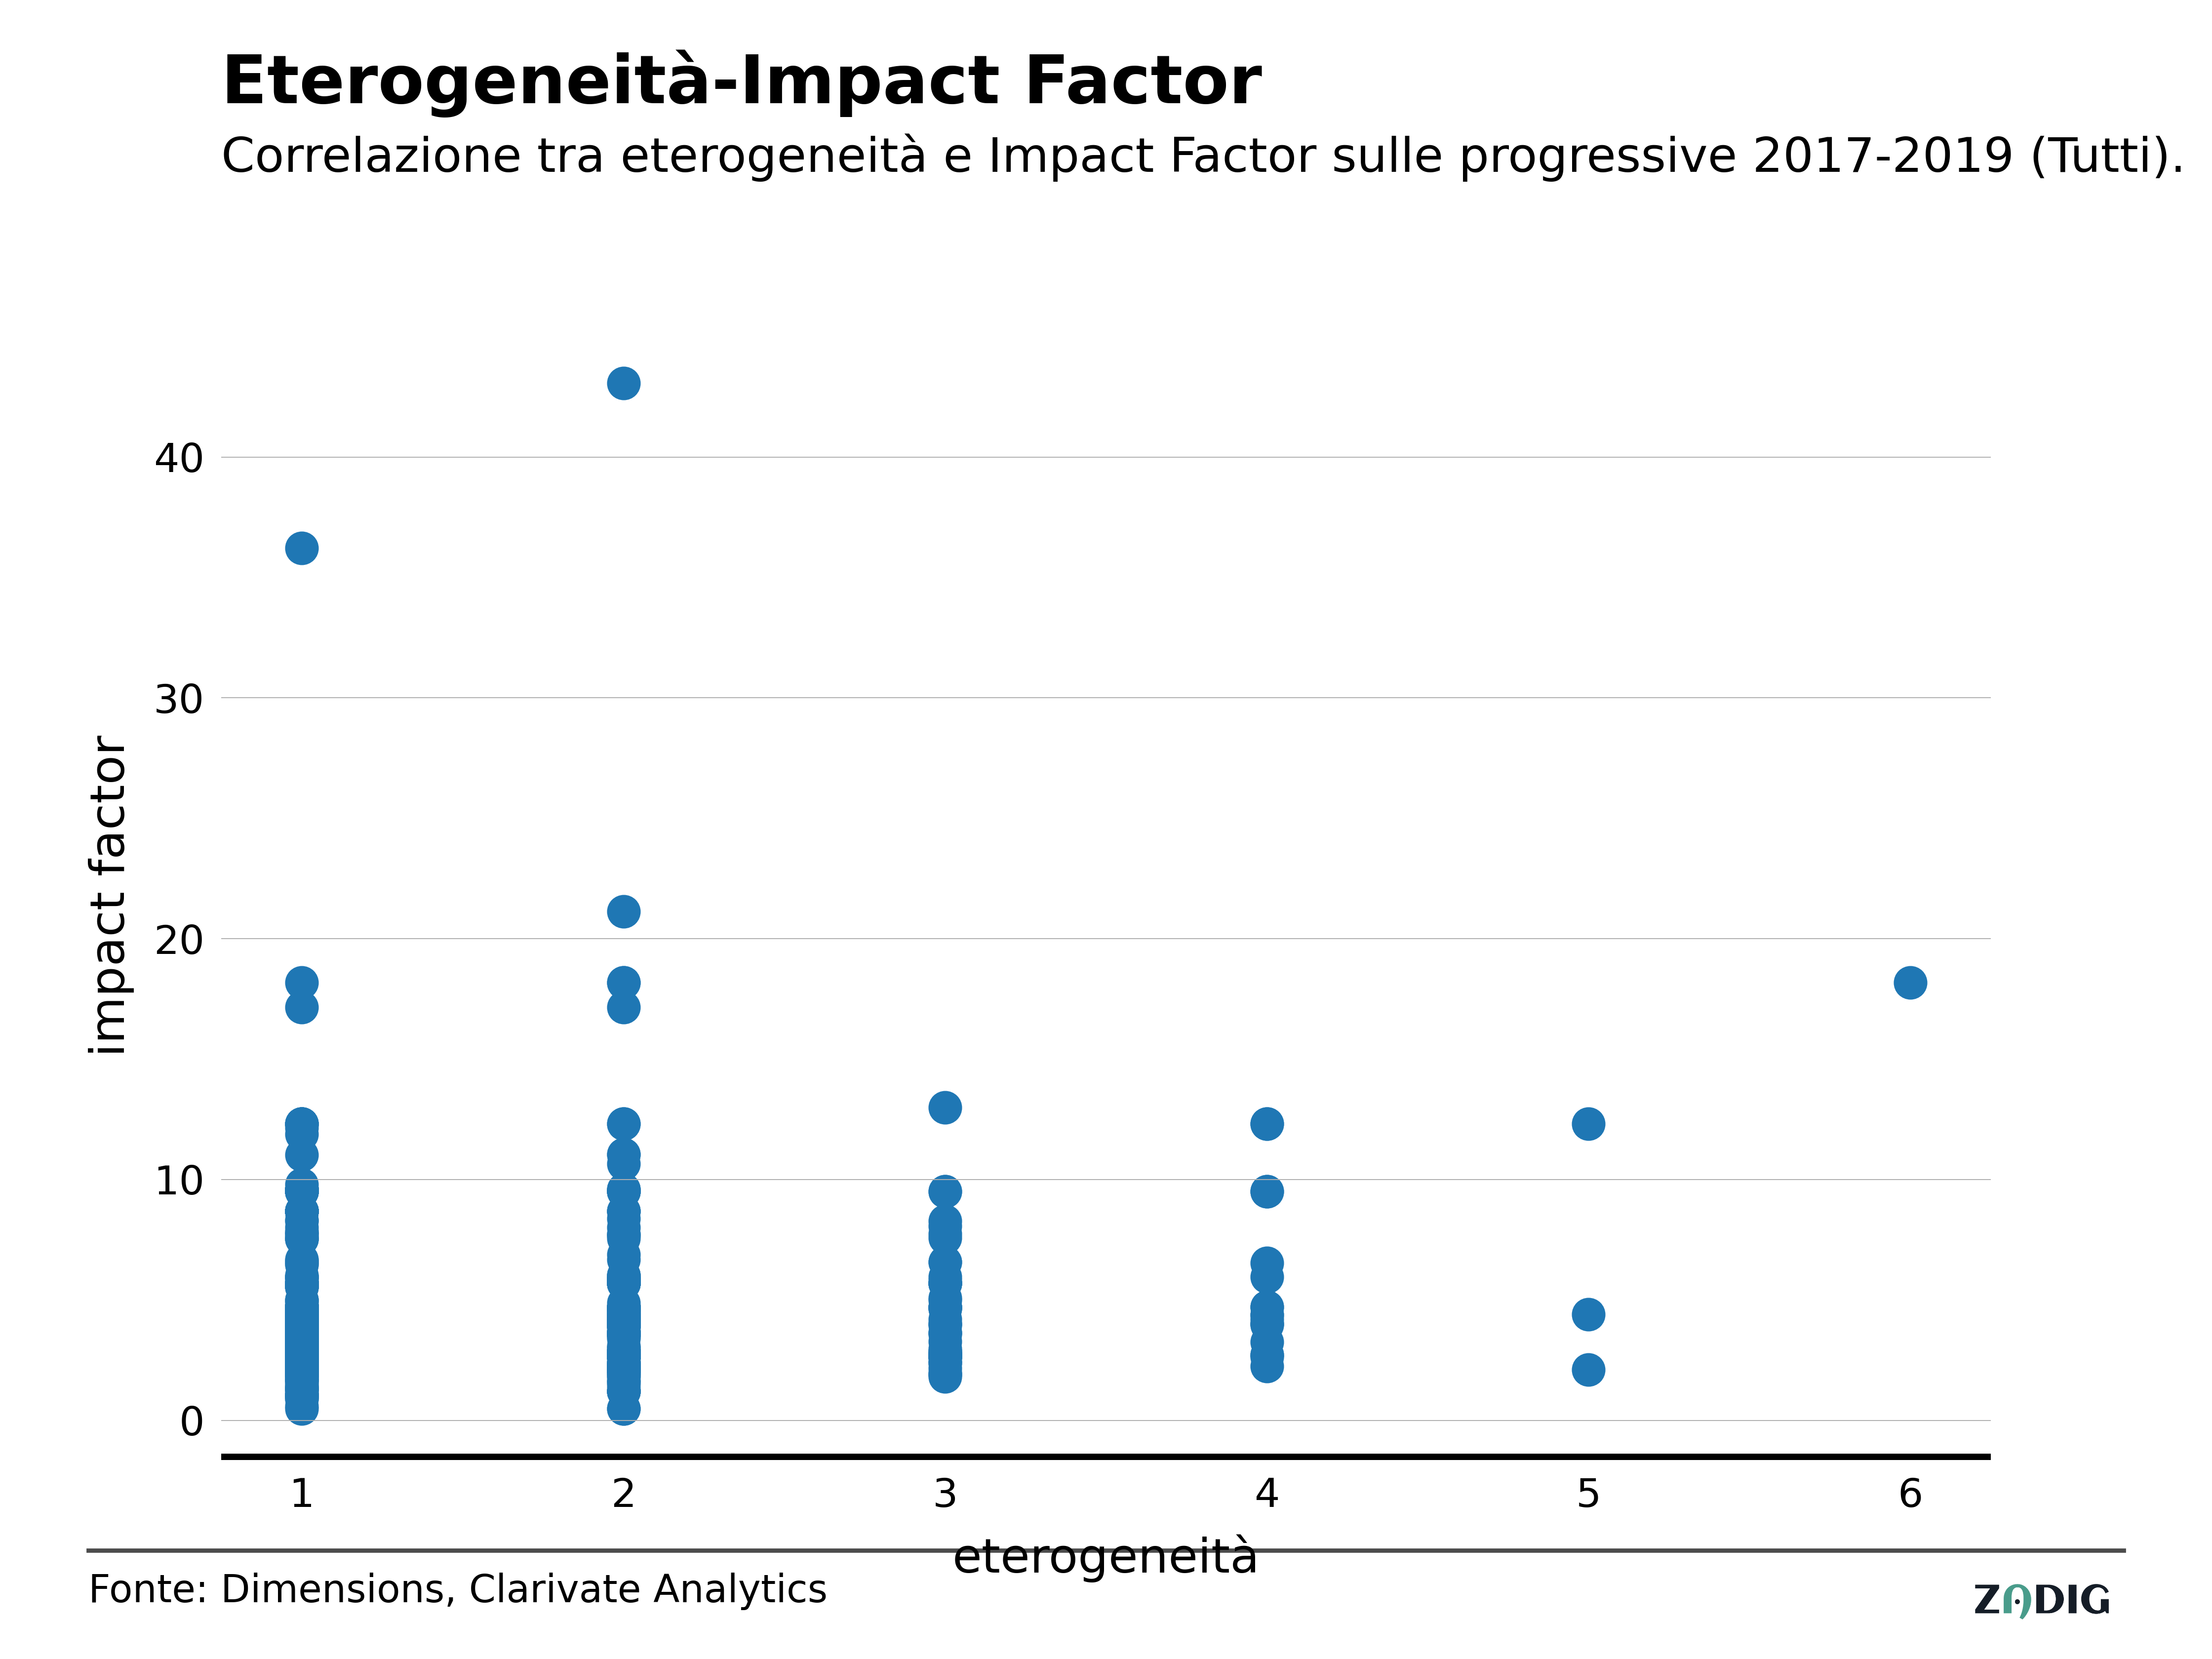 Eterogeneità-Impact Factor
Correlazione tra eterogeneità e Impact Factor sulle progressive 2017-2019 (Tutti).
40
30
20
10
0
impact factor
1 2 3 4 5 6
eterogeneità
Fonte: Dimensions, Clarivate Analytics
ZADIG